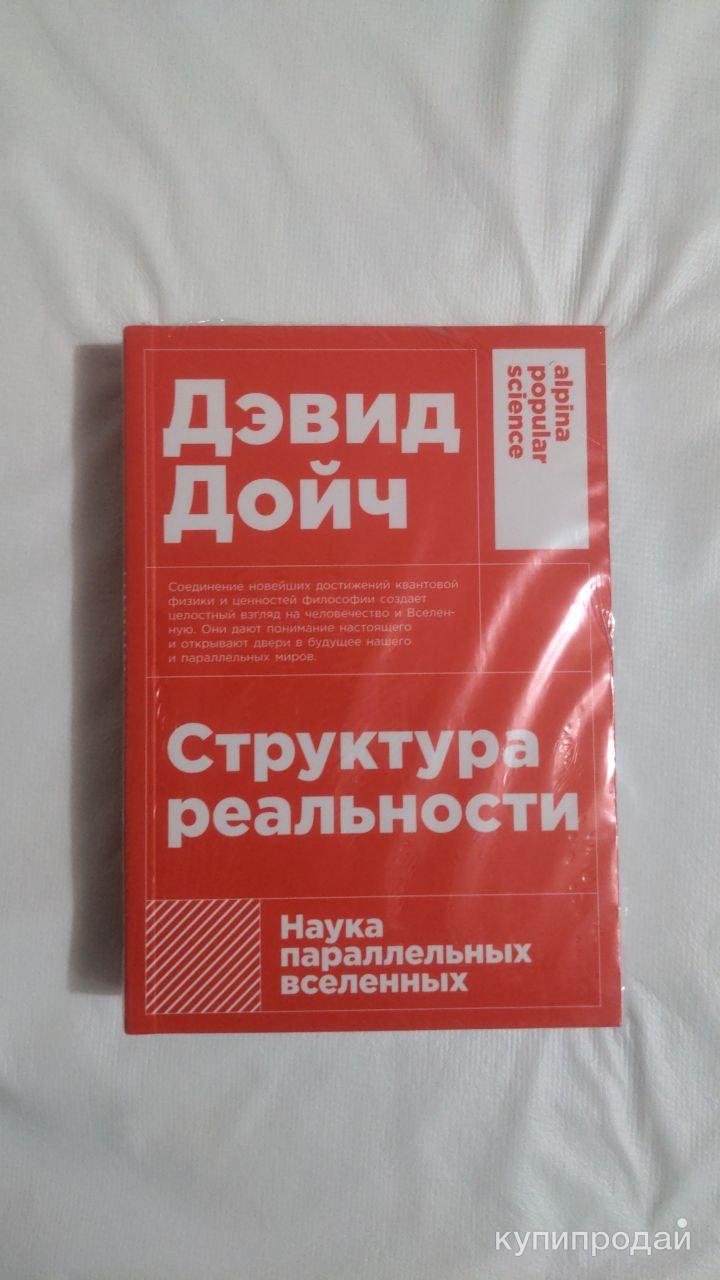 Дэвид
Дойч
alpina
popular
science
Соединение новейших достижений квантовой
физики и ценностей философии создает
целостный взгляд на человечество и Вселен-
ную. Они дают понимание настоящего
и открывают двери в будущее нашего
и параллельных миров.
Структура
реальности
Наука
параллельных
вселенных
купипродай